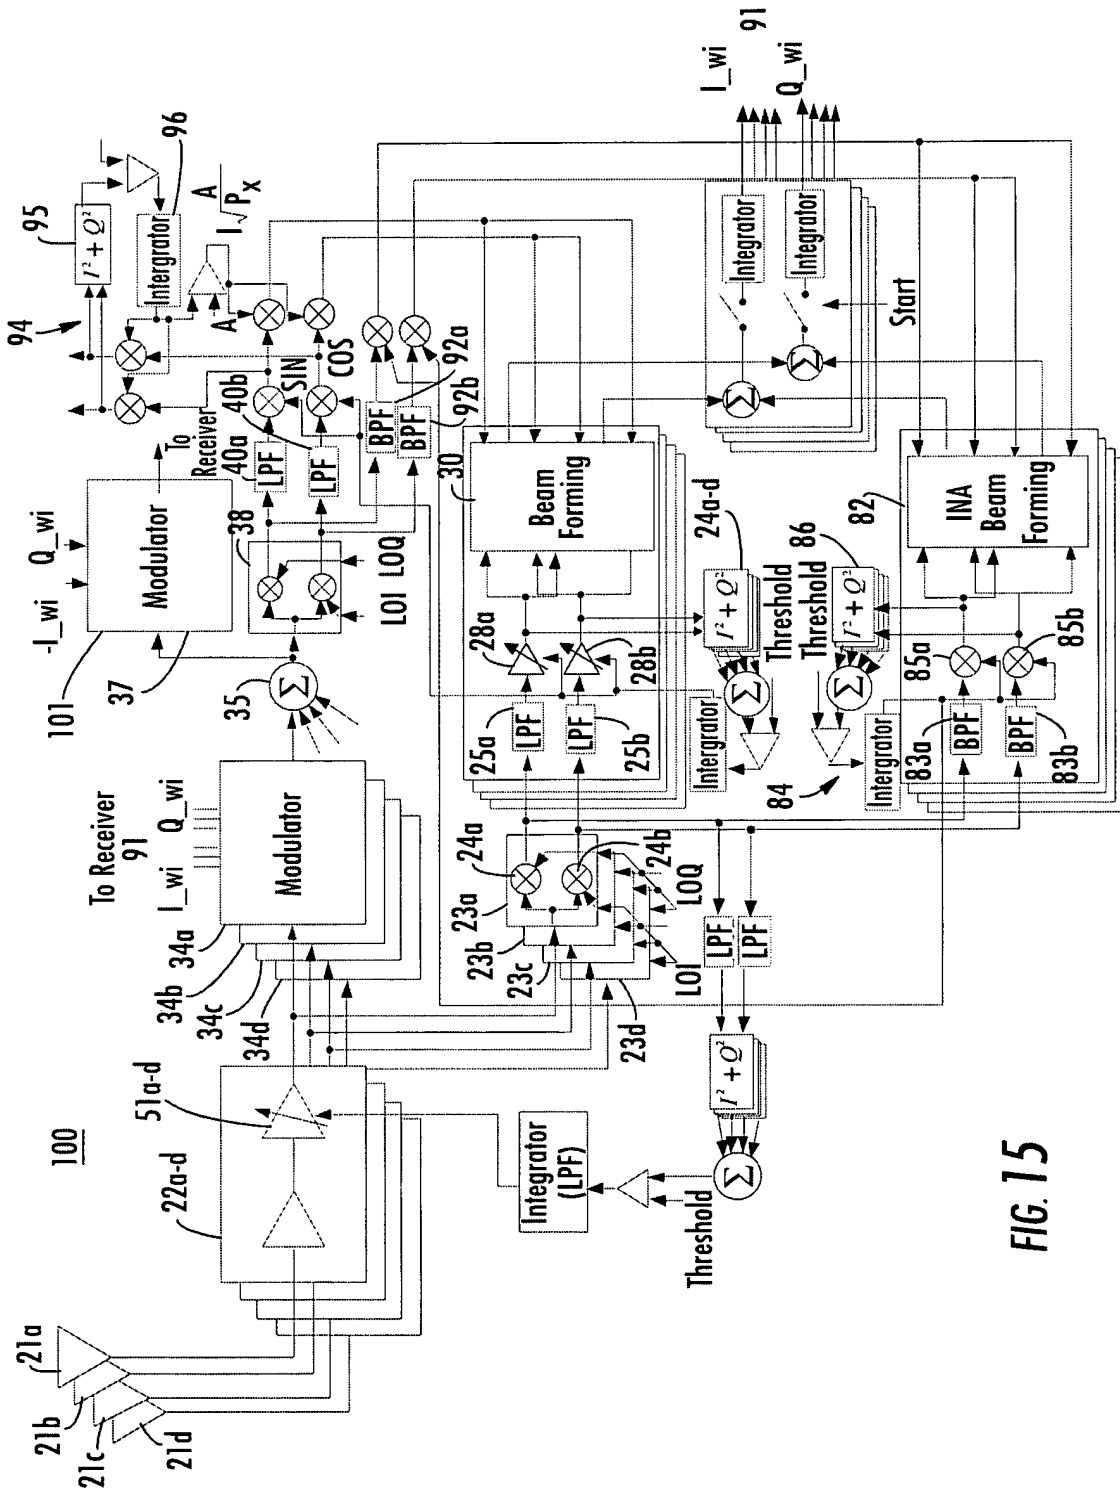 100
21a
21b
21c
21d
22a-d
51a-d
34a
34b
34c
34d
To Receiver
91
I_wi
Q_wi
Modulator
35
Σ
101
37
-I_wi
Q_wi
Modulator
38
LOI
LOQ
To
Receiver
40a
LPF
40b
LPF
SIN
COS
94
95
I² + Q²
Intergrator
96
A
A
I√P_x
BPF
92a
BPF
92b
23a
23b
23c
23d
24a
24b
LOI
LOQ
25a
LPF
LPF
25b
28a
28b
30
Beam
Forming
24a-d
I² + Q²
Σ
Threshold
Intergrator
Threshold
86
I² + Q²
Σ
84
Intergrator
83a
BPF
BPF
83b
85a
85b
82
INA
Beam
Forming
Σ
Σ
Integrator
Integrator
Start
I_wi
91
Q_wi
LPF
LPF
I² + Q²
Σ
Threshold
Integrator
(LPF)
FIG. 15